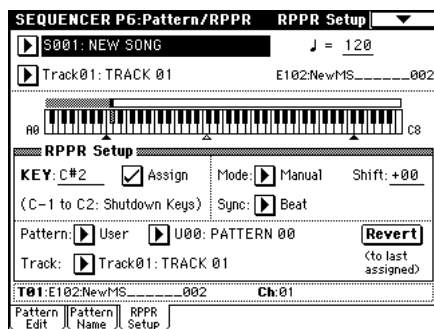 SEQUENCER P6:Pattern/RPPR RPPR Setup
S001: NEW SONG ♩ = 120
Track01: TRACK 01 E102:NewMS______002
A0 C8
RPPR Setup
KEY: C#2 Assign Mode: Manual Shift: +00
(C-1 to C2: Shutdown Keys) Sync: Beat
Pattern: User U00: PATTERN 00 Revert
Track: Track01: TRACK 01 (to last
assigned)
T01:E102:NewMS______002 Ch:01
Pattern Edit Pattern Name RPPR Setup